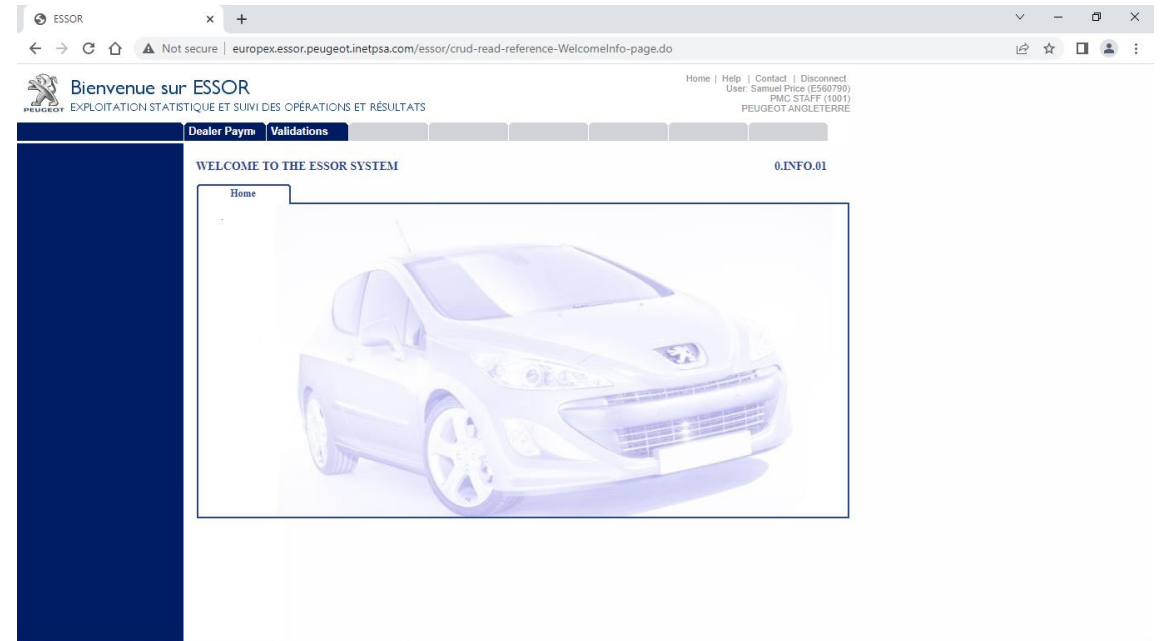 ESSOR
Not secure | europex.essor.peugeot.inetpsa.com/essor/crud-read-reference-WelcomeInfo-page.do
Bienvenue sur ESSOR
EXPLOITATION STATISTIQUE ET SUIVI DES OPÉRATIONS ET RÉSULTATS
PEUGEOT
Home | Help | Contact | Disconnect
User: Samuel Price (E560790)
PMC STAFF (1001)
PEUGEOT ANGLETERRE
Dealer Paym Validations
WELCOME TO THE ESSOR SYSTEM 0.INFO.01
Home